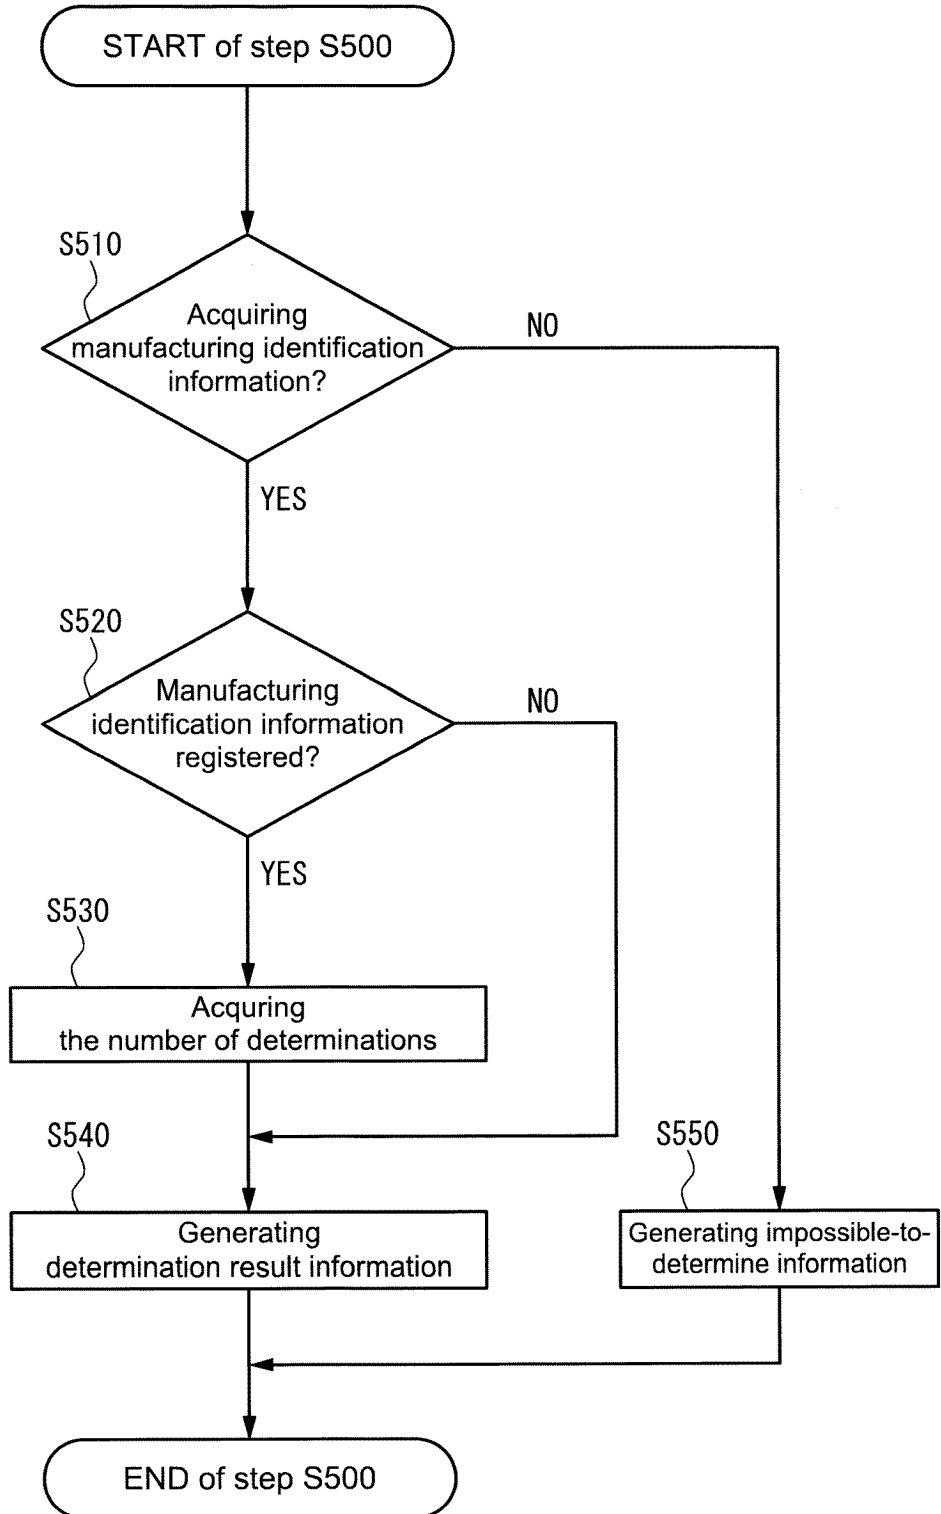 START of step S500
S510
Acquiring
manufacturing identification
information?
NO
YES
S520
Manufacturing
identification information
registered?
NO
YES
S530
Acquring
the number of determinations
S540
Generating
determination result information
S550
Generating impossible-to-
determine information
END of step S500